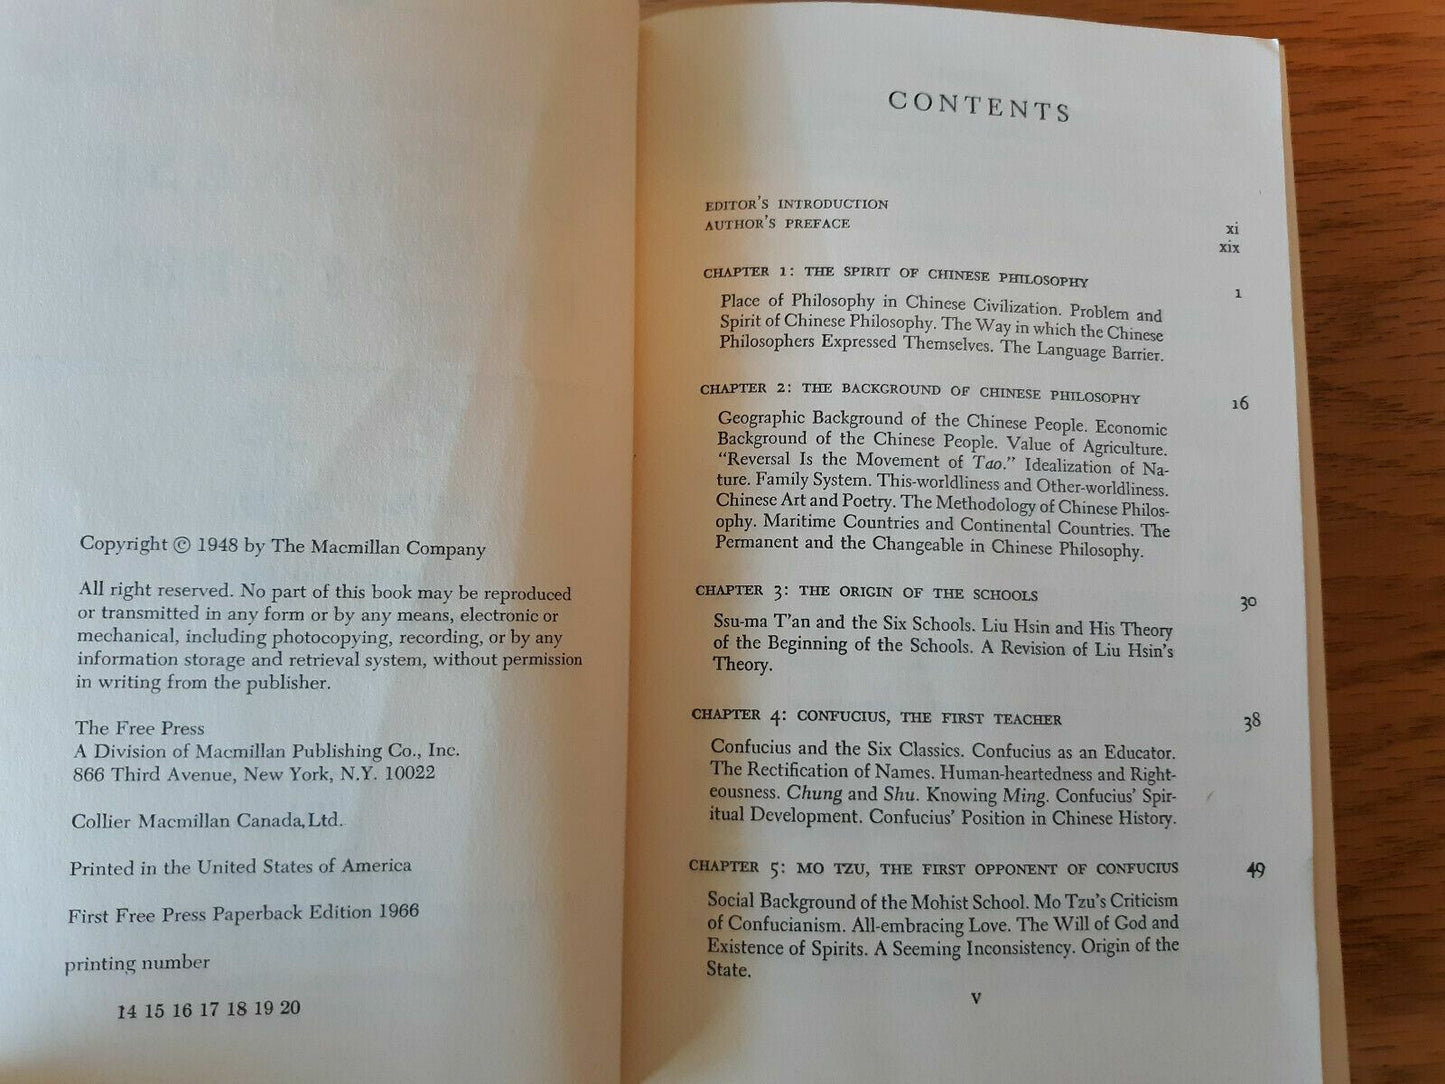 Copyright © 1948 by The Macmillan Company
All right reserved. No part of this book may be reproduced
or transmitted in any form or by any means, electronic or
mechanical, including photocopying, recording, or by any
information storage and retrieval system, without permission
in writing from the publisher.
The Free Press
A Division of Macmillan Publishing Co., Inc.
866 Third Avenue, New York, N.Y. 10022
Collier Macmillan Canada, Ltd.
Printed in the United States of America
First Free Press Paperback Edition 1966
printing number
14 15 16 17 18 19 20
CONTENTS
EDITOR'S INTRODUCTION xi
AUTHOR'S PREFACE xix
CHAPTER 1: THE SPIRIT OF CHINESE PHILOSOPHY 1
Place of Philosophy in Chinese Civilization. Problem and
Spirit of Chinese Philosophy. The Way in which the Chinese
Philosophers Expressed Themselves. The Language Barrier.
CHAPTER 2: THE BACKGROUND OF CHINESE PHILOSOPHY 16
Geographic Background of the Chinese People. Economic
Background of the Chinese People. Value of Agriculture.
“Reversal Is the Movement of Tao.” Idealization of Na-
ture. Family System. This-worldliness and Other-worldliness.
Chinese Art and Poetry. The Methodology of Chinese Philos-
ophy. Maritime Countries and Continental Countries. The
Permanent and the Changeable in Chinese Philosophy.
CHAPTER 3: THE ORIGIN OF THE SCHOOLS 30
Ssu-ma T'an and the Six Schools. Liu Hsin and His Theory
of the Beginning of the Schools. A Revision of Liu Hsin's
Theory.
CHAPTER 4: CONFUCIUS, THE FIRST TEACHER 38
Confucius and the Six Classics. Confucius as an Educator.
The Rectification of Names. Human-heartedness and Right-
eousness. Chung and Shu. Knowing Ming. Confucius' Spir-
itual Development. Confucius' Position in Chinese History.
CHAPTER 5: MO TZU, THE FIRST OPPONENT OF CONFUCIUS 49
Social Background of the Mohist School. Mo Tzu's Criticism
of Confucianism. All-embracing Love. The Will of God and
Existence of Spirits. A Seeming Inconsistency. Origin of the
State.
v